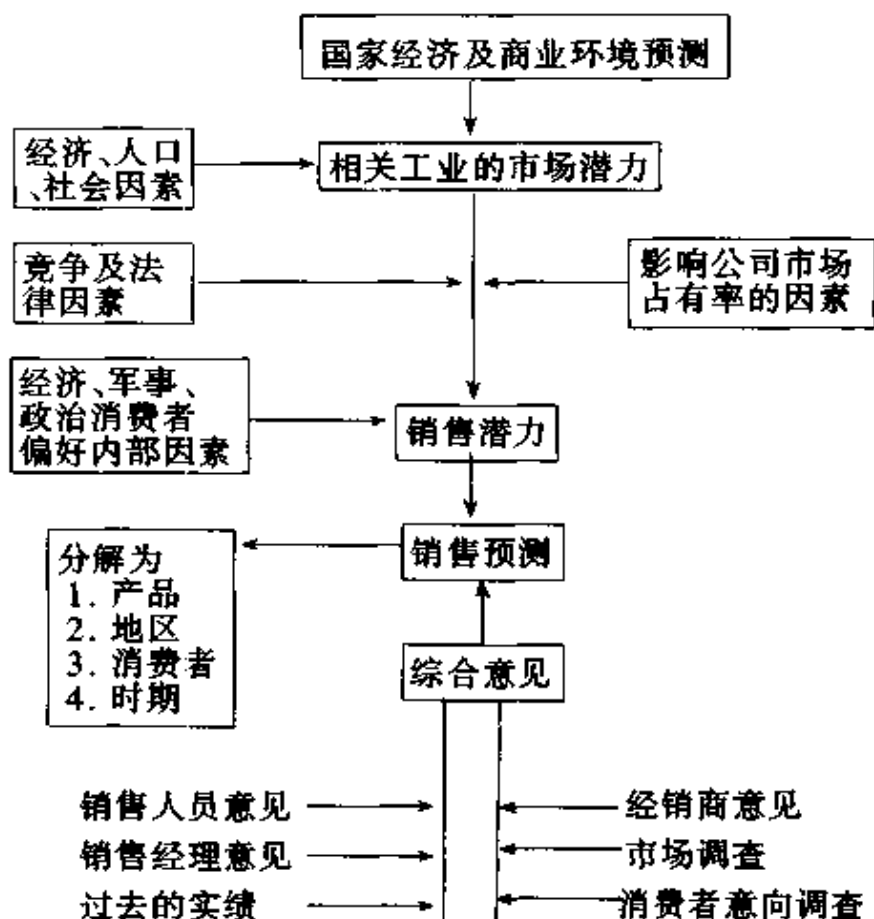 国家经济及商业环境预测
经济、人口
、社会因素
相关工业的市场潜力
竞争及法
律因素
影响公司市场
占有率的因素
经济、军事、
政治消费者
偏好内部因素
销售潜力
销售预测
分解为
1. 产品
2. 地区
3. 消费者
4. 时期
综合意见
销售人员意见
经销商意见
销售经理意见
市场调查
过去的实绩
消费者意向调查